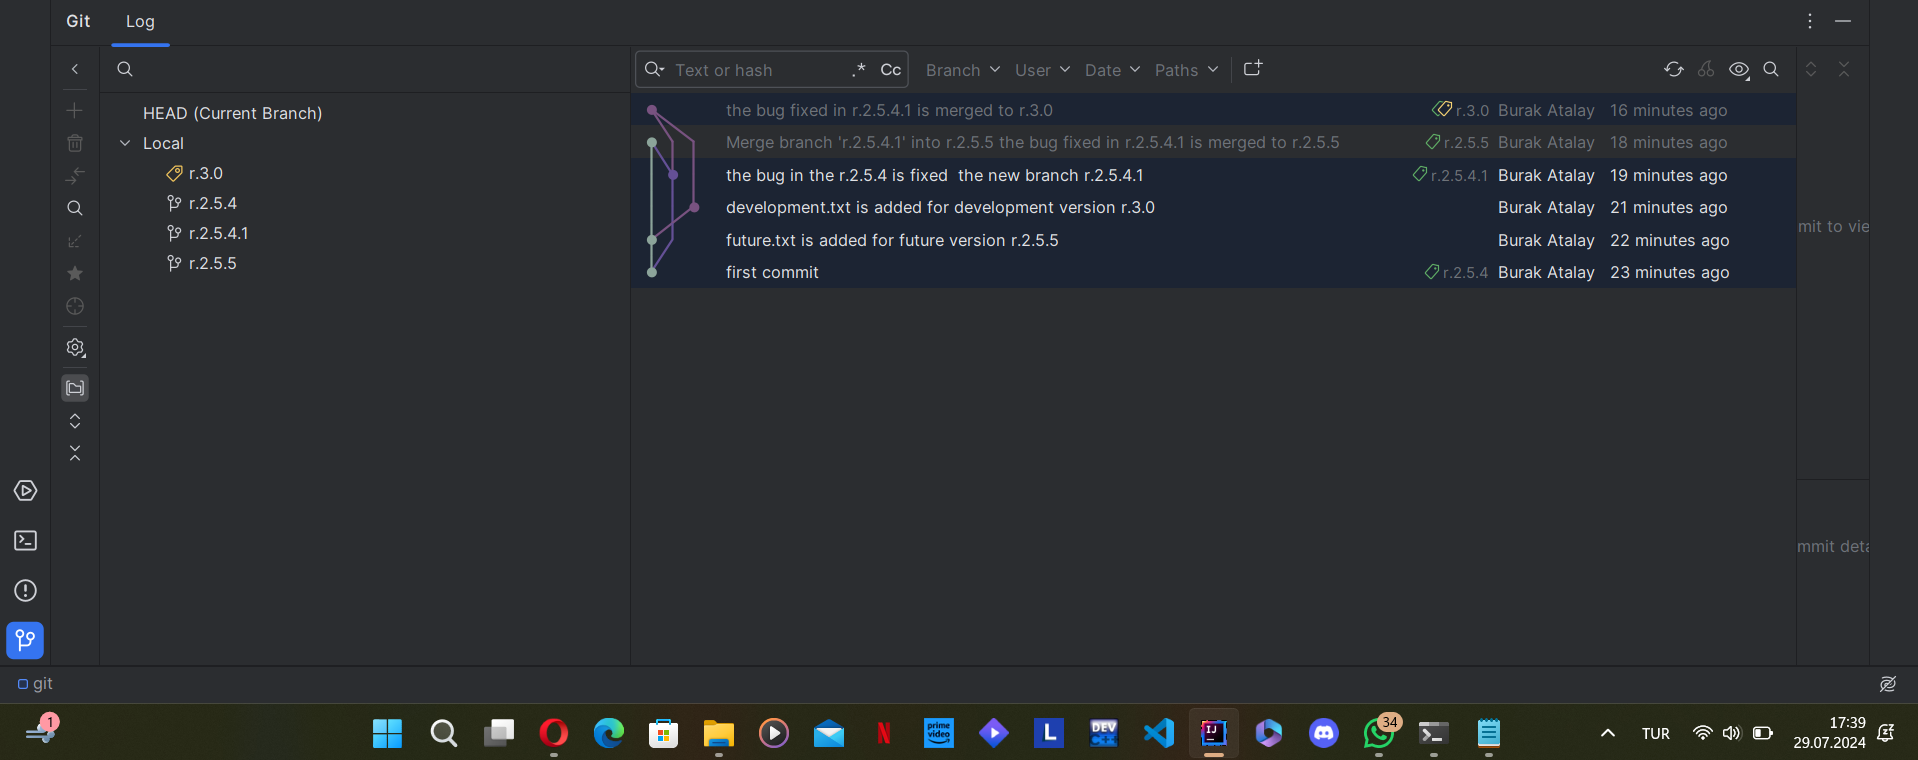 Git Log
Text or hash .* Cc Branch User Date Paths
HEAD (Current Branch)
Local
r.3.0
r.2.5.4
r.2.5.4.1
r.2.5.5
the bug fixed in r.2.5.4.1 is merged to r.3.0 r.3.0 Burak Atalay 16 minutes ago
Merge branch 'r.2.5.4.1' into r.2.5.5 the bug fixed in r.2.5.4.1 is merged to r.2.5.5 r.2.5.5 Burak Atalay 18 minutes ago
the bug in the r.2.5.4 is fixed  the new branch r.2.5.4.1 r.2.5.4.1 Burak Atalay 19 minutes ago
development.txt is added for development version r.3.0 Burak Atalay 21 minutes ago
future.txt is added for future version r.2.5.5 Burak Atalay 22 minutes ago
first commit r.2.5.4 Burak Atalay 23 minutes ago
mit to vie
mmit deta
git
1
prime video
L
DEV C++
IJ
34
TUR
17:39
29.07.2024